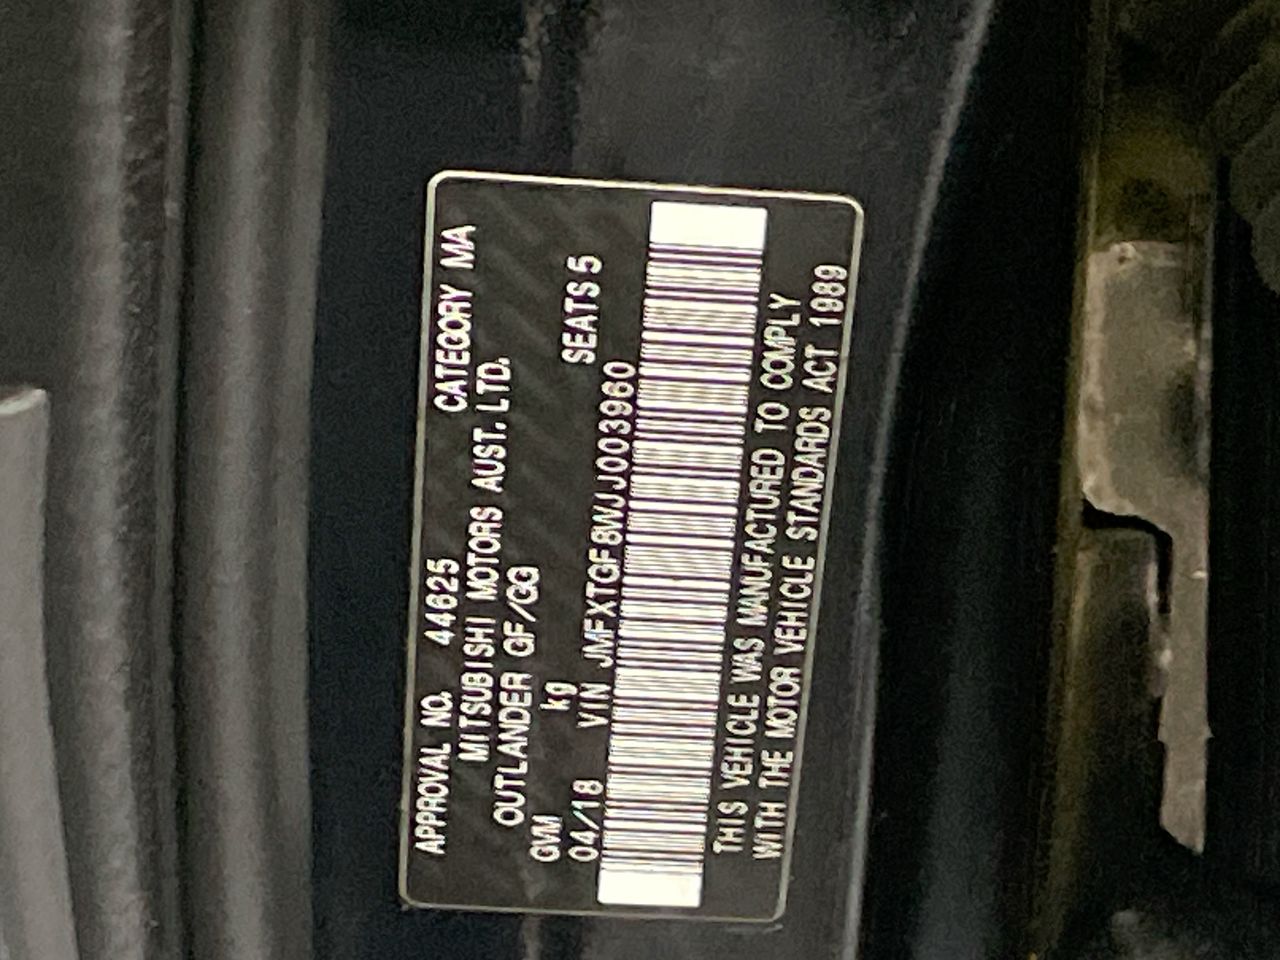 APPROVAL NO. 44625 CATEGORY MA
MITSUBISHI MOTORS AUST. LTD.
OUTLANDER GF/GG
GVM kg SEATS 5
04/18 VIN JMFXTGF8WJJ003960
THIS VEHICLE WAS MANUFACTURED TO COMPLY
WITH THE MOTOR VEHICLE STANDARDS ACT 1989